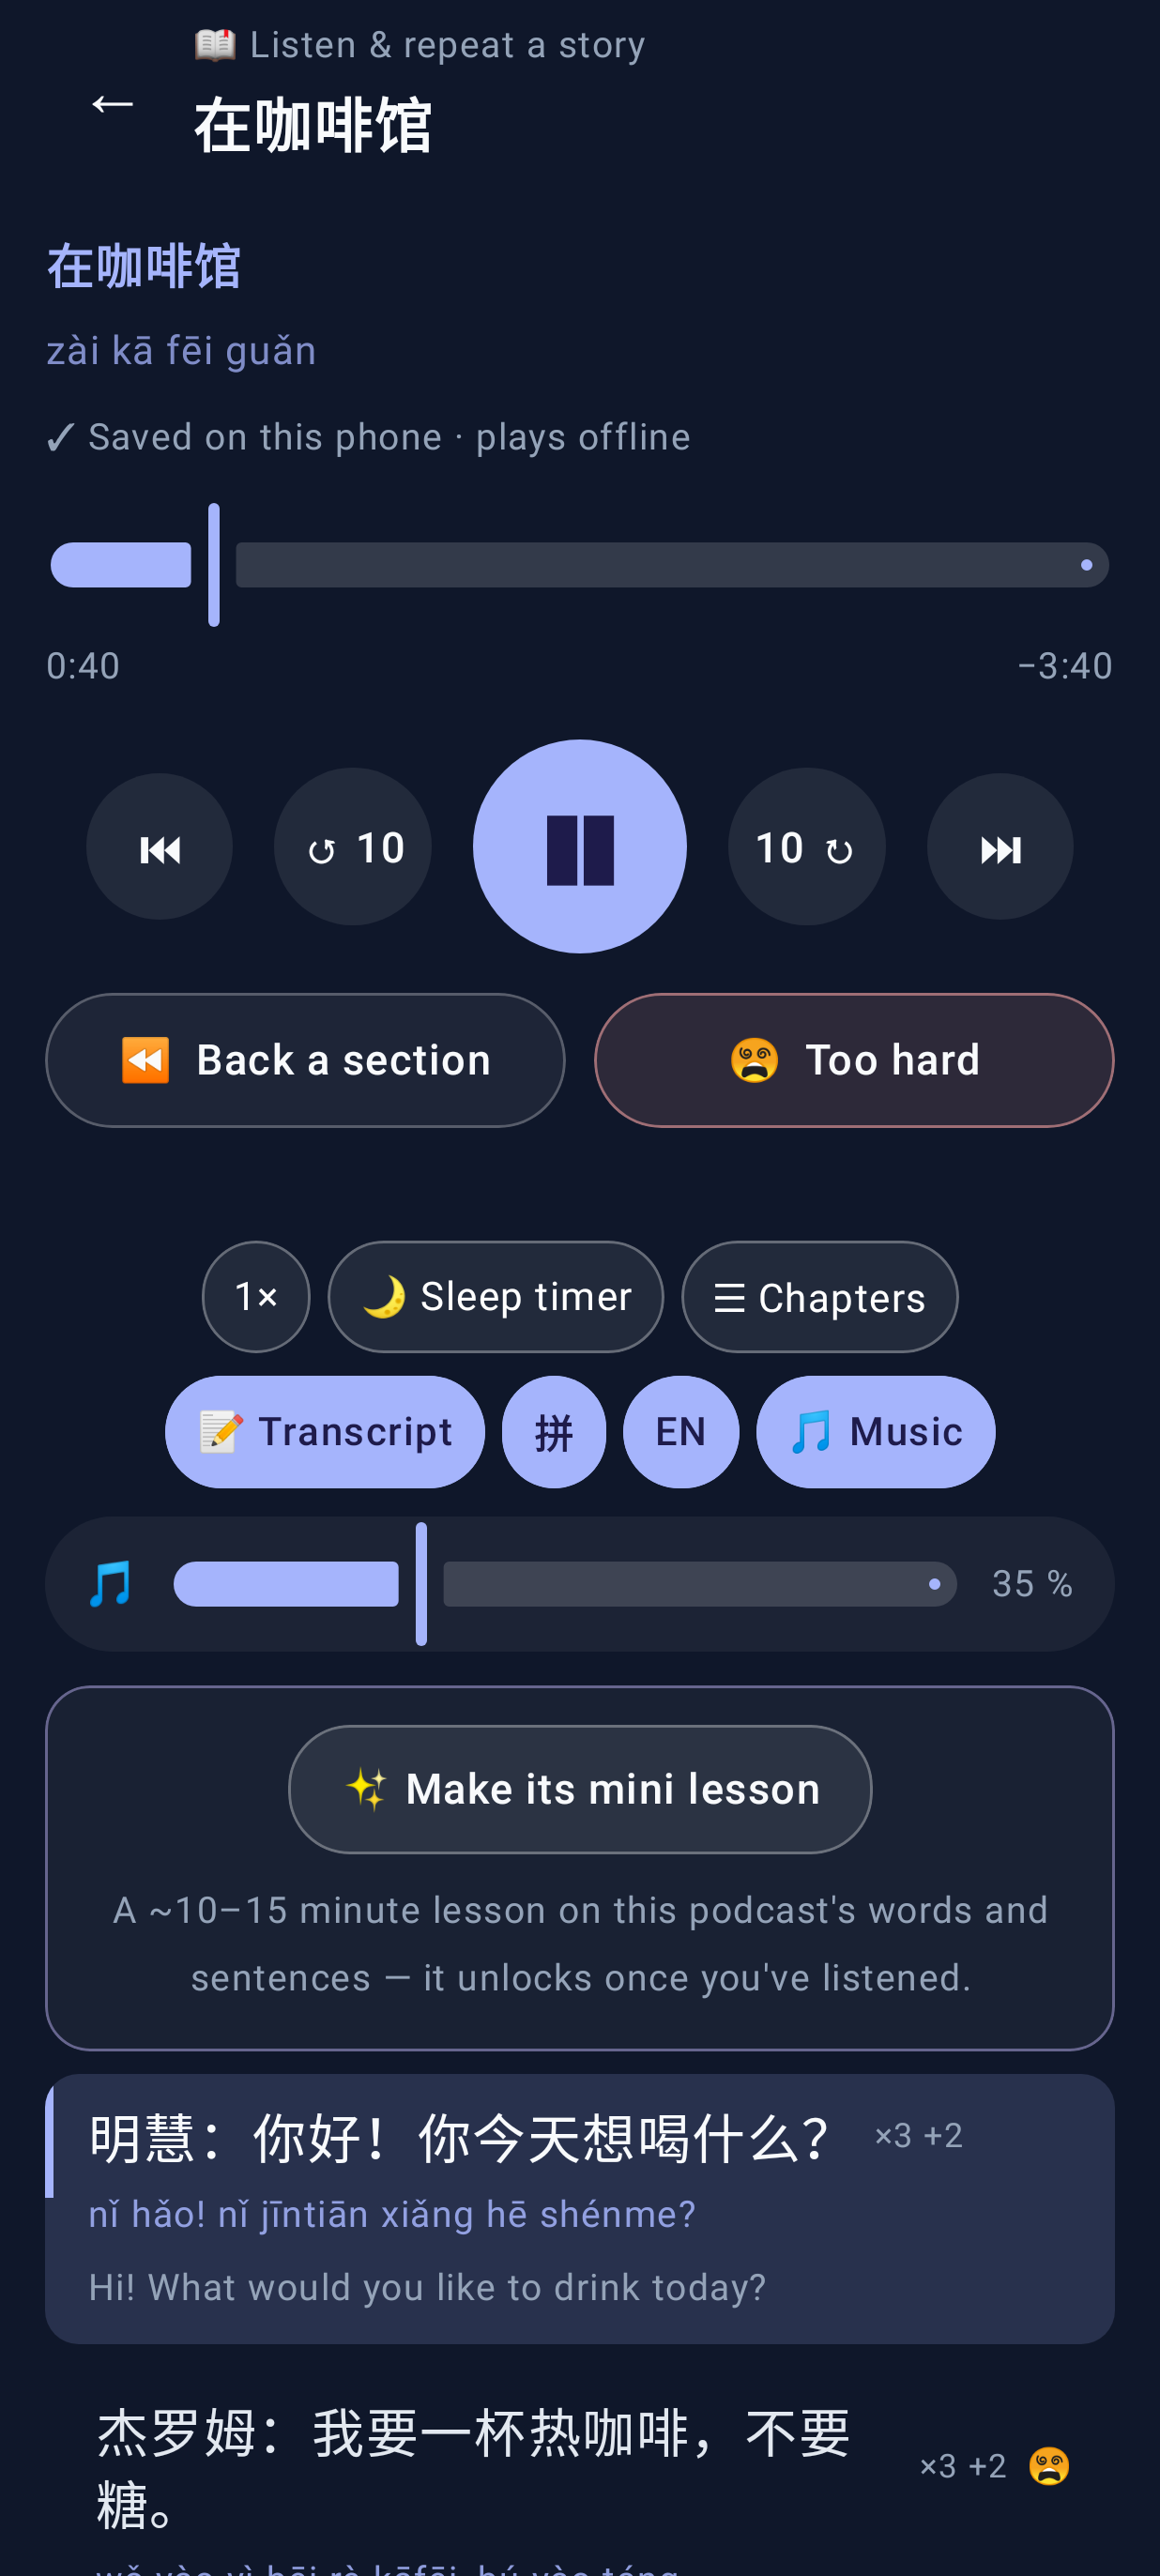 📖 Listen & repeat a story
←
在咖啡馆
在咖啡馆
zài kā fēi guǎn
✓ Saved on this phone · plays offline
0:40 −3:40
⏮ ↺ 10 10 ↻ ⏭
⏪ Back a section 😵 Too hard
1× 🌙 Sleep timer ☰ Chapters
📝 Transcript 拼 EN 🎵 Music
🎵 35 %
✨ Make its mini lesson
A ~10–15 minute lesson on this podcast's words and
sentences — it unlocks once you've listened.
明慧：你好！你今天想喝什么？ ×3 +2
nǐ hǎo! nǐ jīntiān xiǎng hē shénme?
Hi! What would you like to drink today?
杰罗姆：我要一杯热咖啡，不要
糖。 ×3 +2 😵